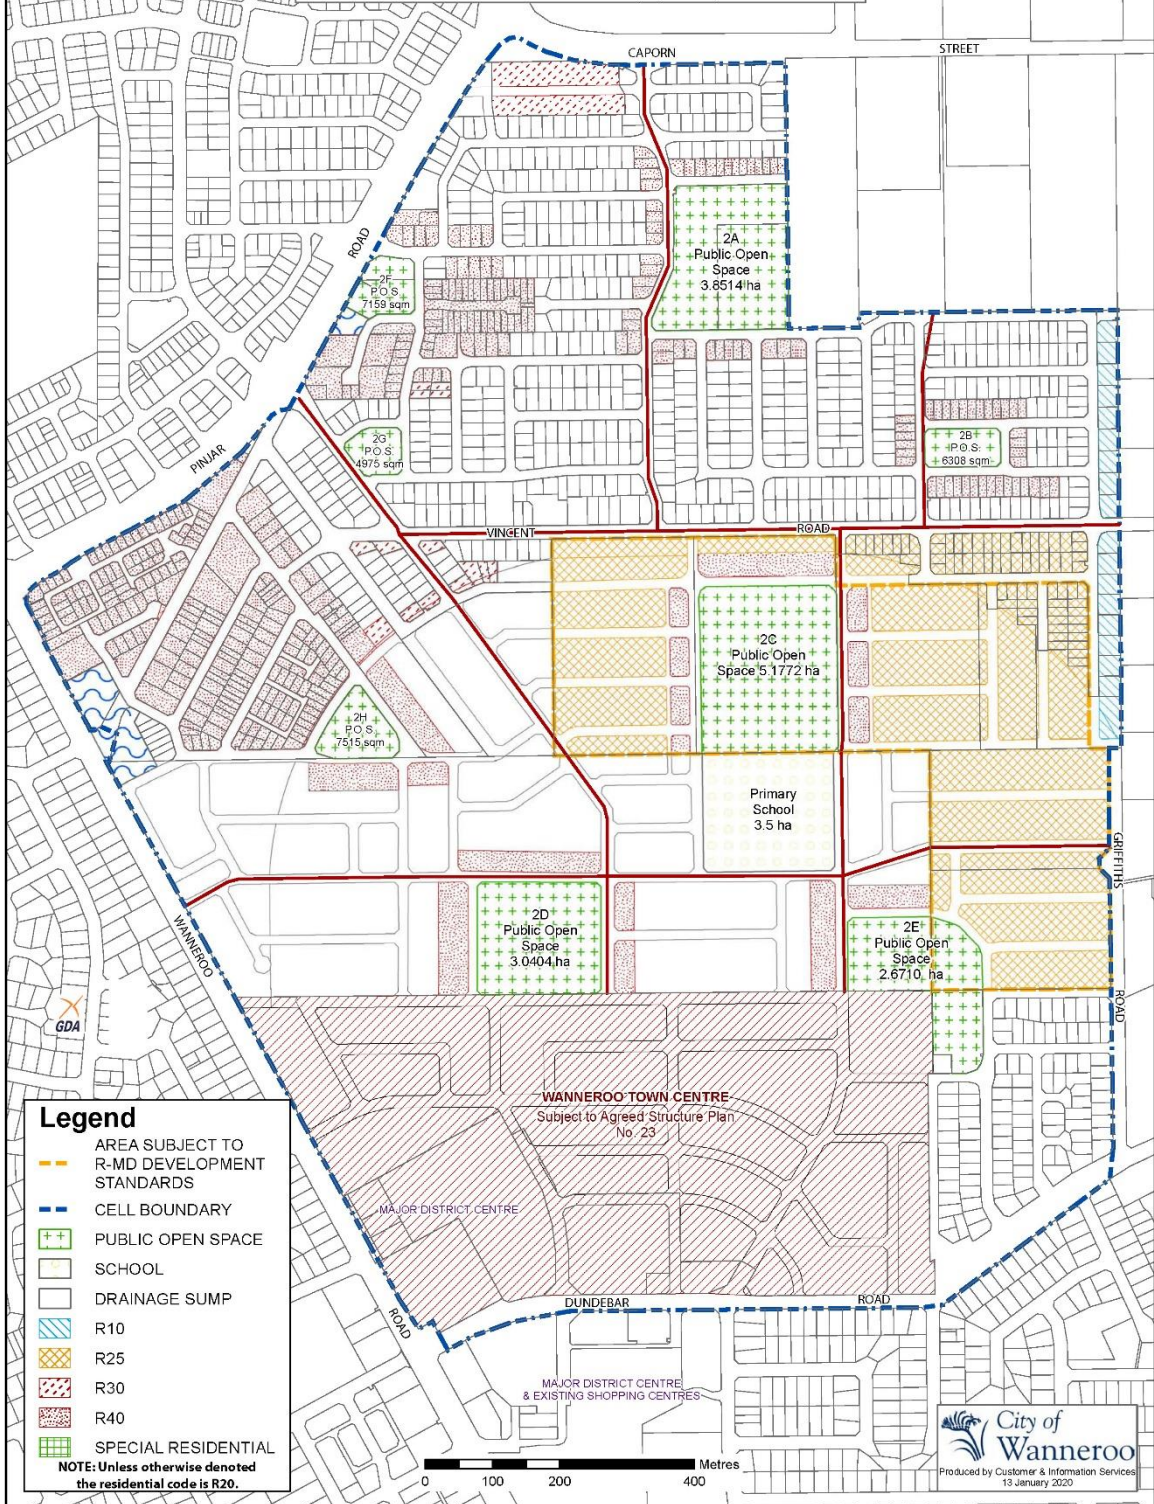 CAPORN
STREET
ROAD
2A
Public Open
Space
3.8514 ha
2F
P.O.S.
7159 sqm
2G
P.O.S.
4975 sqm
2B
P.O.S.
6308 sqm
PINJAR
VINCENT
ROAD
2C
Public Open
Space 5.1772 ha
2H
P.O.S.
7515 sqm
Primary
School
3.5 ha
GRIFFITHS
WANNEROO
2D
Public Open
Space
3.0404 ha
2E
Public Open
Space
2.6710 ha
ROAD
GDA
WANNEROO TOWN CENTRE
Subject to Agreed Structure Plan
No. 23
MAJOR DISTRICT CENTRE
DUNDEBAR
ROAD
ROAD
MAJOR DISTRICT CENTRE
& EXISTING SHOPPING CENTRES
Legend
AREA SUBJECT TO
R-MD DEVELOPMENT
STANDARDS
CELL BOUNDARY
PUBLIC OPEN SPACE
SCHOOL
DRAINAGE SUMP
R10
R25
R30
R40
SPECIAL RESIDENTIAL
NOTE: Unless otherwise denoted
the residential code is R20.
Metres
0 100 200 400
City of
Wanneroo
Produced by Customer & Information Services
13 January 2020